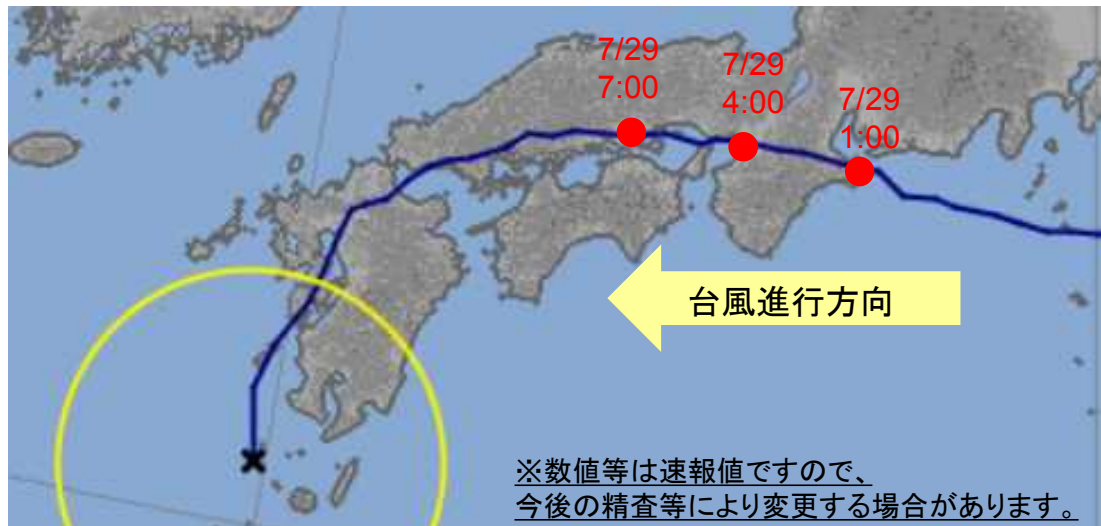 7/29
7:00
7/29
4:00
7/29
1:00
台風進行方向
※数値等は速報値ですので、
今後の精査等により変更する場合があります。